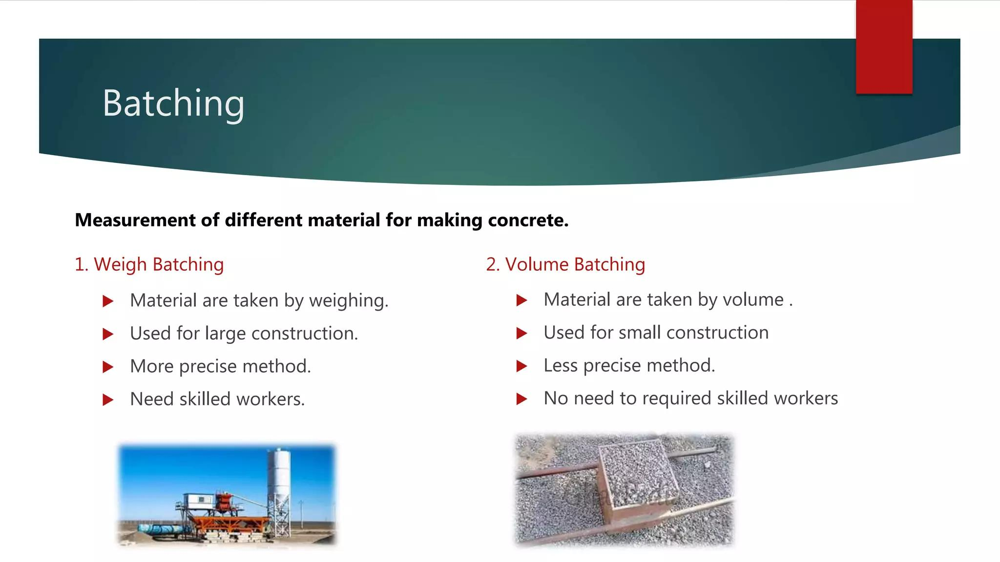 Batching
Measurement of different material for making concrete.
1. Weigh Batching
Material are taken by weighing.
Used for large construction.
More precise method.
Need skilled workers.
2. Volume Batching
Material are taken by volume .
Used for small construction
Less precise method.
No need to required skilled workers